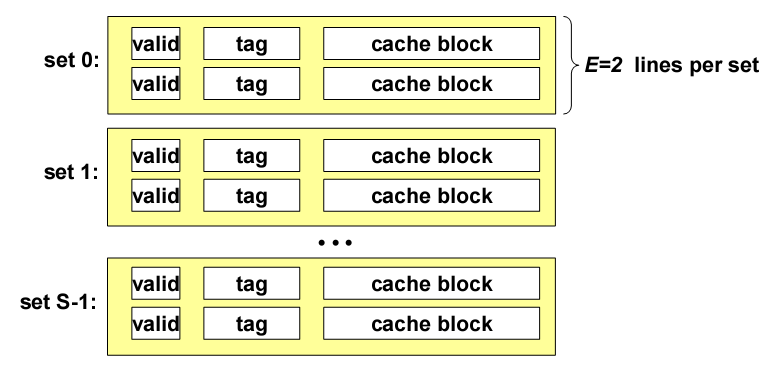 valid tag cache block
set 0: E=2 lines per set
valid tag cache block
valid tag cache block
set 1:
valid tag cache block
• • •
valid tag cache block
set S-1:
valid tag cache block